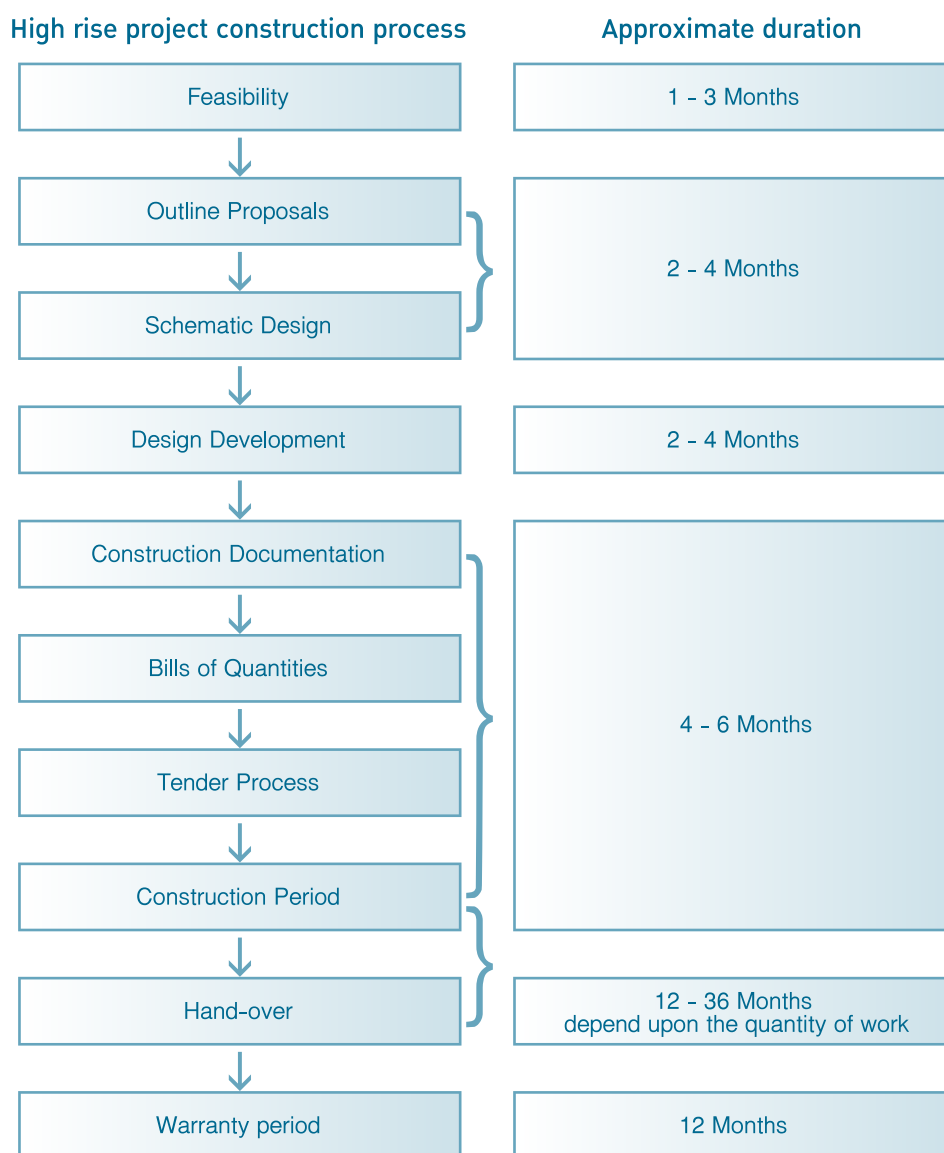 High rise project construction process
Approximate duration
Feasibility
1 - 3 Months
Outline Proposals
2 - 4 Months
Schematic Design
Design Development
2 - 4 Months
Construction Documentation
Bills of Quantities
4 - 6 Months
Tender Process
Construction Period
Hand-over
12 - 36 Months
depend upon the quantity of work
Warranty period
12 Months